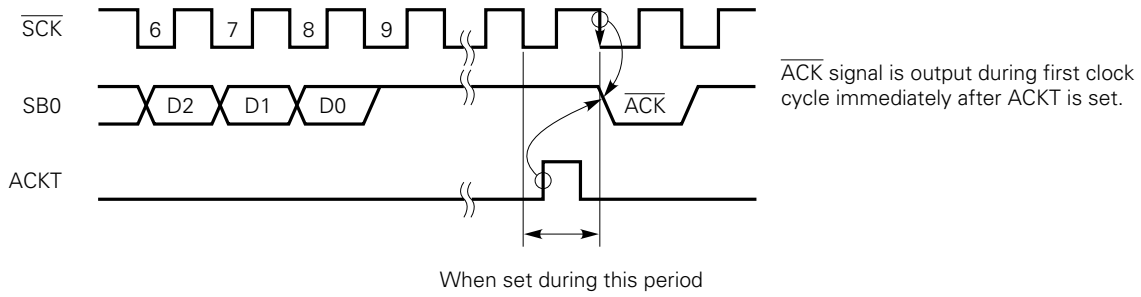 SCK
6 7 8 9
SB0
D2 D1 D0 ACK
ACKT
ACK signal is output during first clock
cycle immediately after ACKT is set.
When set during this period